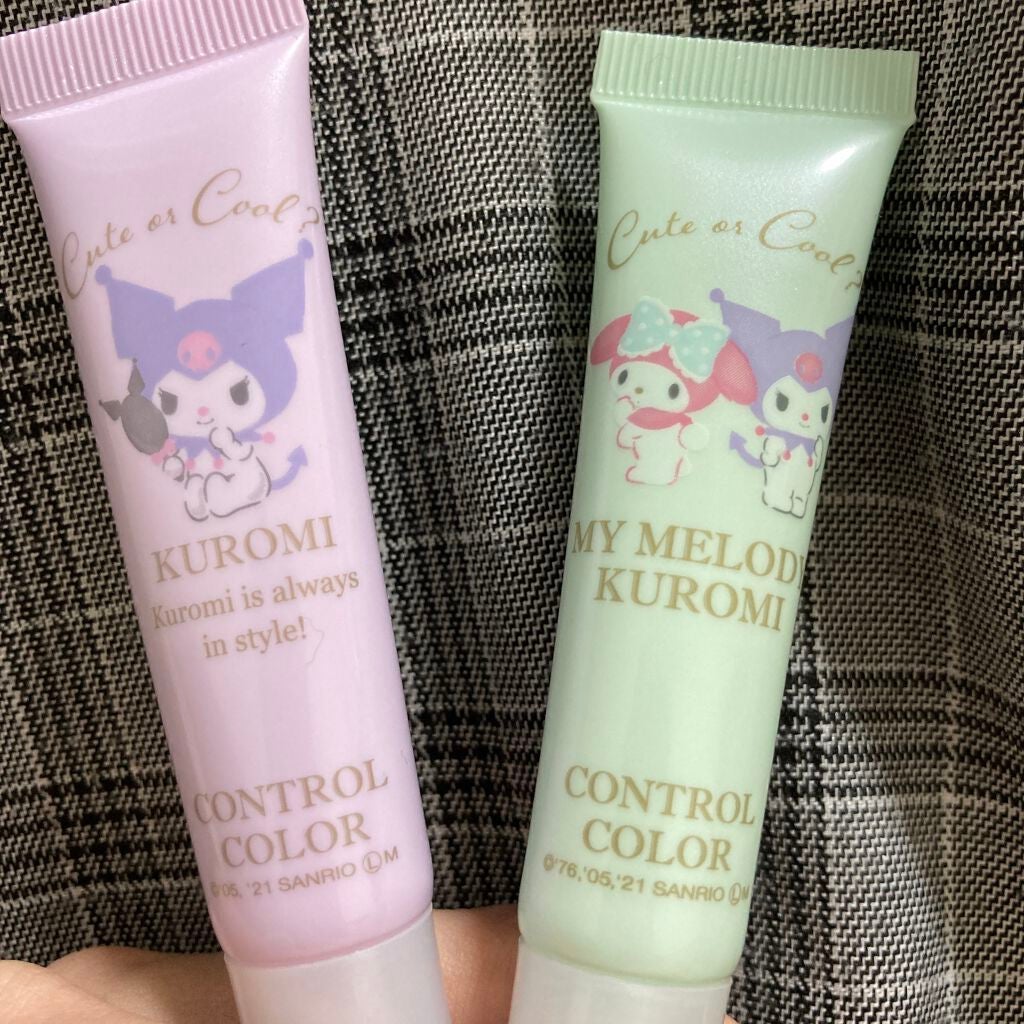 Cute or Cool?
KUROMI
Kuromi is always
in style!
CONTROL
COLOR
©'05, '21 SANRIO Ⓛ M
Cute or Cool?
MY MELODY
KUROMI
CONTROL
COLOR
©'76,'05,'21 SANRIO Ⓛ M